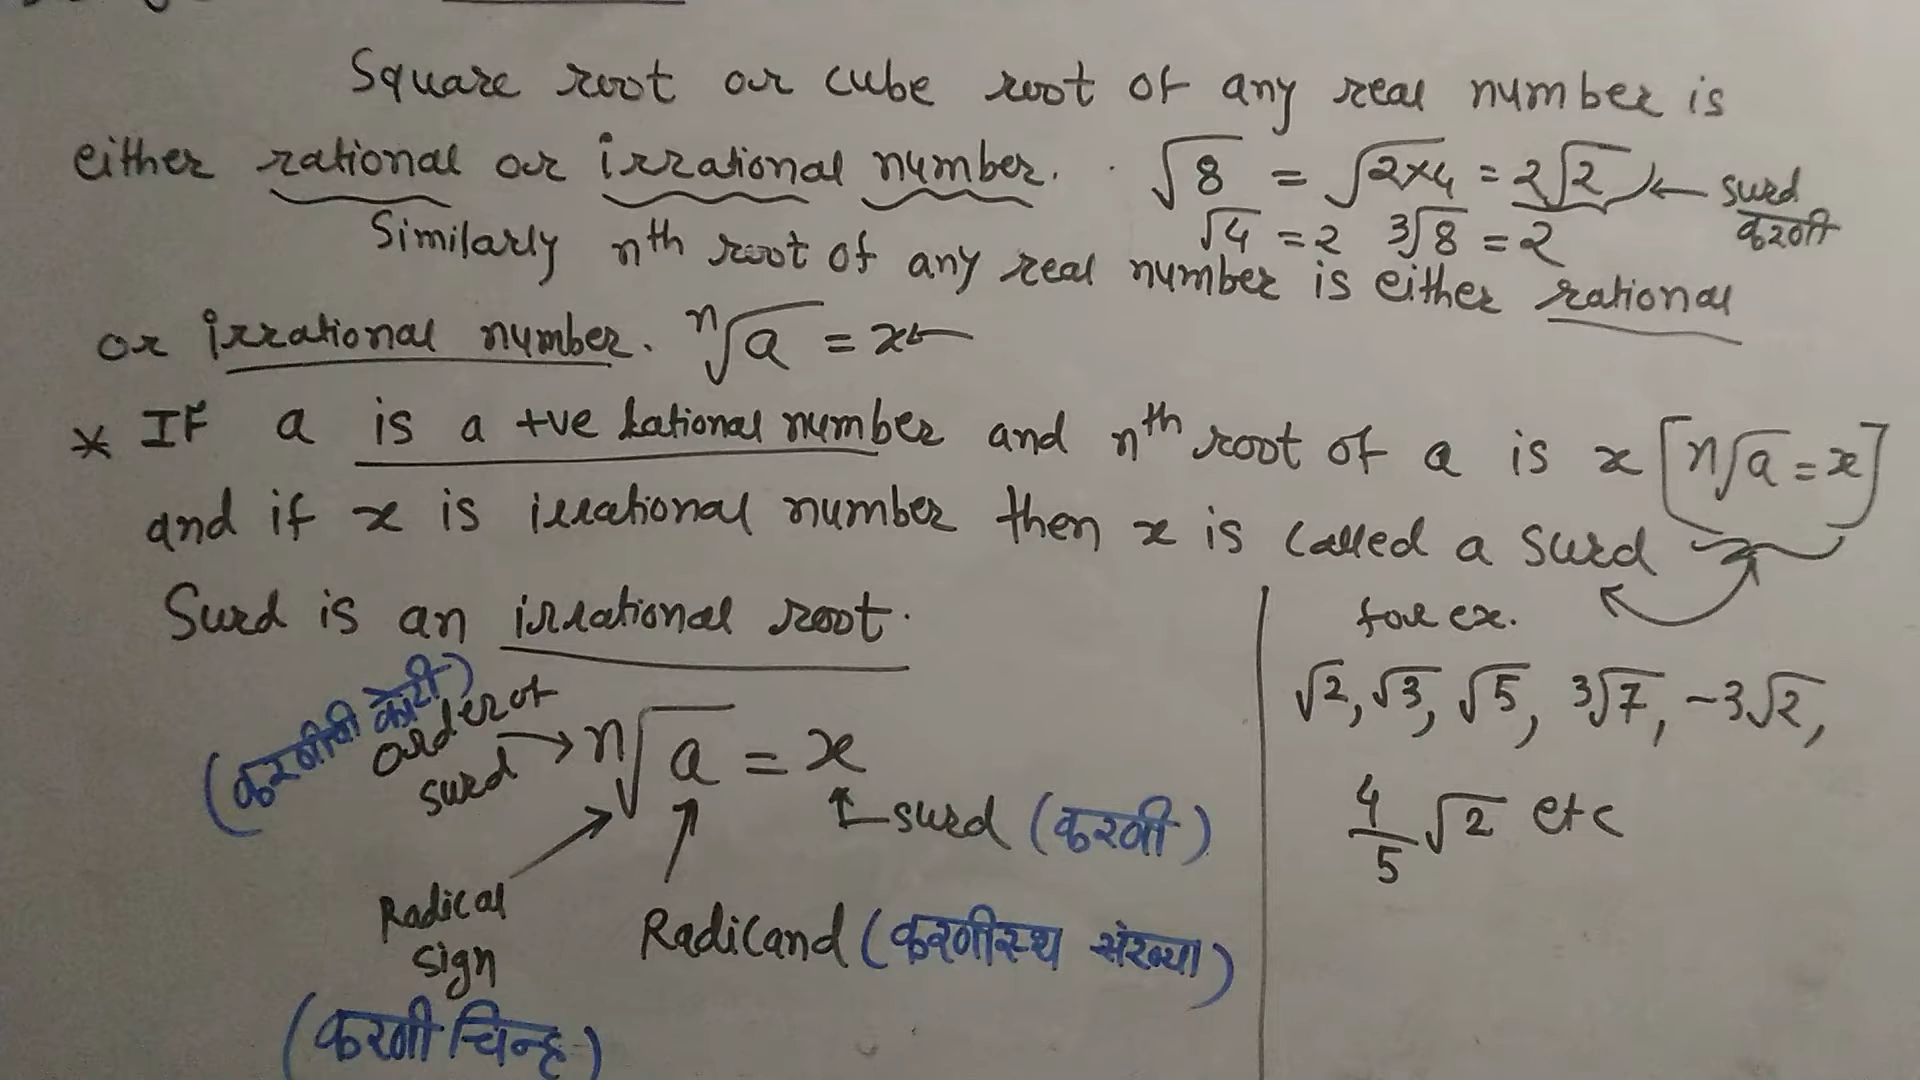 Square root or cube root of any real number is
either rational or irrational number. √8 = √2×4 = 2√2 ← surd
√4 = 2 3√8 = 2 करणी
Similarly nth root of any real number is either rational
or irrational number. n√a = x
* If a is a +ve rational number and nth root of a is x [n√a = x]
and if x is irrational number then x is called a surd
Surd is an irrational root.
(करणीची कोटी)
order of
surd → n√a = x
surd (करणी)
Radical
sign
(करणी चिन्ह)
Radicand (करणीस्थ संख्या)
for ex.
√2, √3, √5, 3√7, -3√2,
4/5 √2 etc